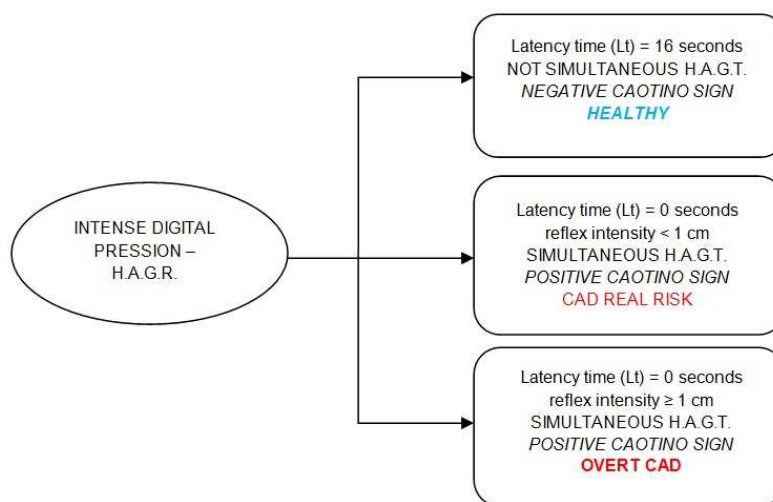 Latency time (Lt) = 16 seconds
NOT SIMULTANEOUS H.A.G.T.
NEGATIVE CAOTINO SIGN
HEALTHY
INTENSE DIGITAL
PRESSION –
H.A.G.R.
Latency time (Lt) = 0 seconds
reflex intensity < 1 cm
SIMULTANEOUS H.A.G.T.
POSITIVE CAOTINO SIGN
CAD REAL RISK
Latency time (Lt) = 0 seconds
reflex intensity ≥ 1 cm
SIMULTANEOUS H.A.G.T.
POSITIVE CAOTINO SIGN
OVERT CAD